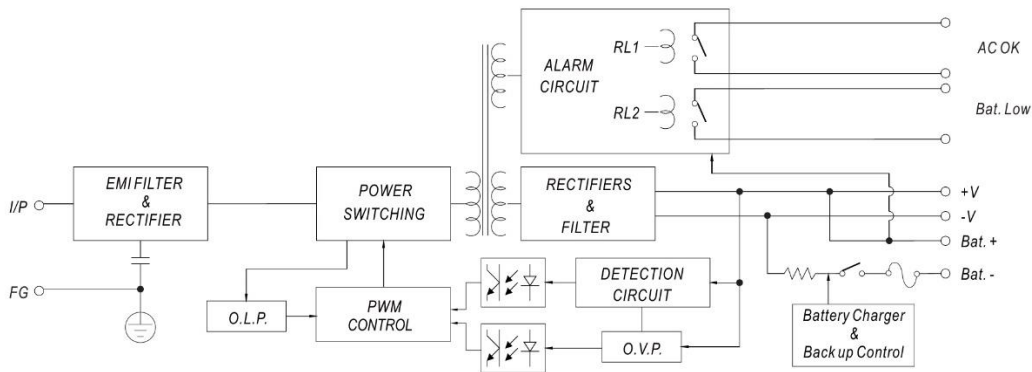 RL1
AC OK
ALARM
CIRCUIT
RL2
Bat. Low
EMI FILTER
&
RECTIFIER
POWER
SWITCHING
RECTIFIERS
&
FILTER
+V
I/P
-V
Bat. +
DETECTION
CIRCUIT
Bat. -
FG
PWM
CONTROL
O.L.P.
Battery Charger
&
Back up Control
O.V.P.